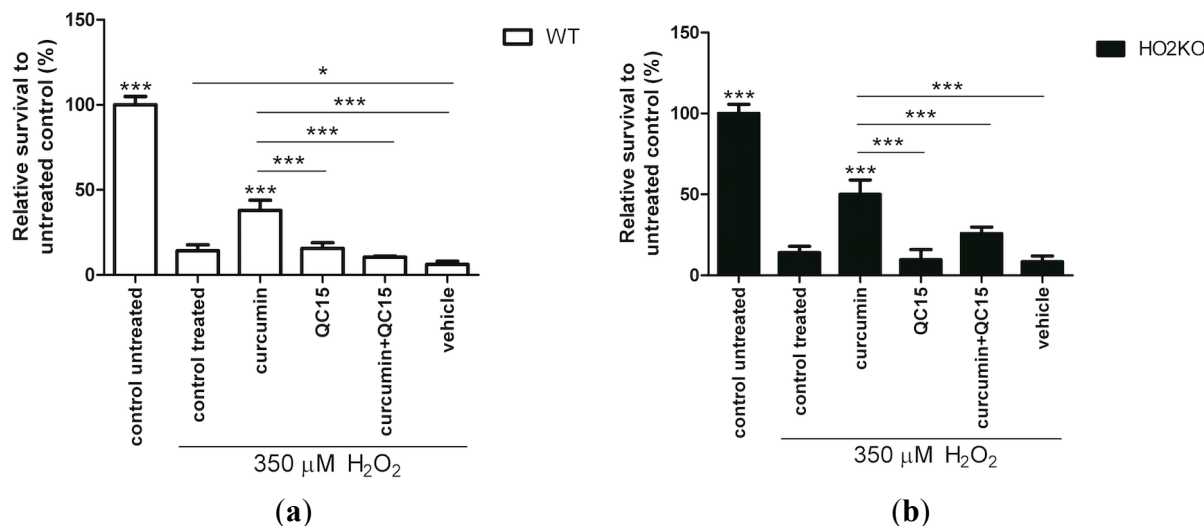 WT
Relative survival to
untreated control (%)
150
100
50
0
***
***
***
***
***
*
control untreated
control treated
curcumin
QC15
curcumin+QC15
vehicle
350 μM H₂O₂
(a)
HO2KO
Relative survival to
untreated control (%)
150
100
50
0
***
***
***
***
***
control untreated
control treated
curcumin
QC15
curcumin+QC15
vehicle
350 μM H₂O₂
(b)